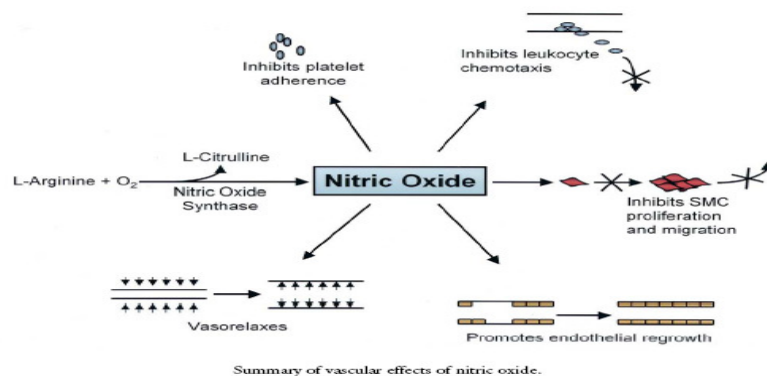 Inhibits platelet
adherence
Inhibits leukocyte
chemotaxis
L-Citrulline
L-Arginine + O₂
Nitric Oxide
Synthase
Nitric Oxide
Inhibits SMC
proliferation
and migration
Vasorelaxes
Promotes endothelial regrowth
Summary of vascular effects of nitric oxide.